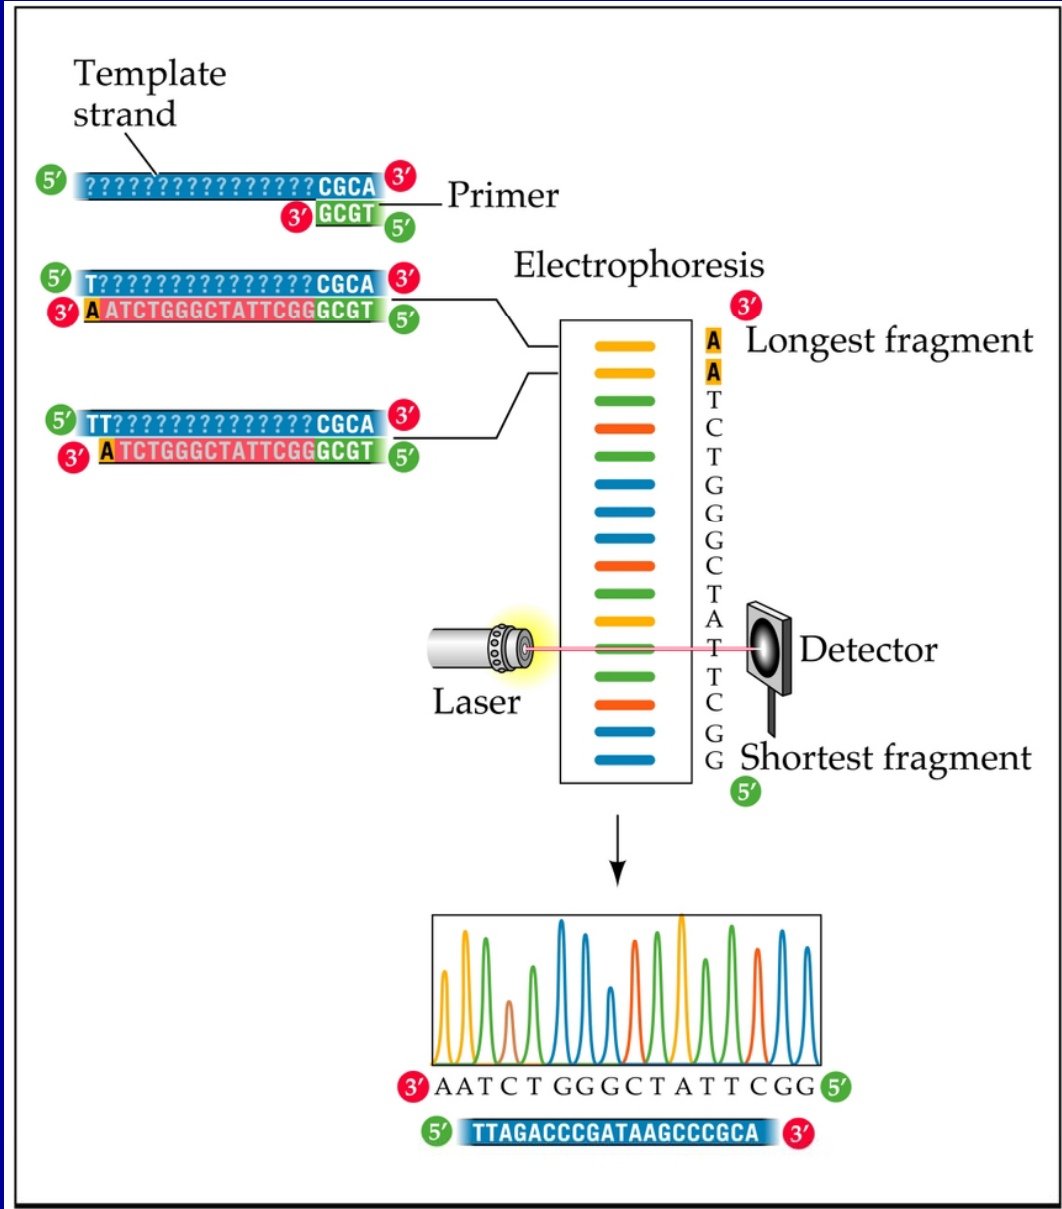 Template
strand
5′ ????????????????CGCA 3′
Primer
3′ GCGT 5′
5′ T???????????????CGCA 3′
3′ AATCTGGGCTATTCGGGCGT 5′
5′ TT??????????????CGCA 3′
3′ ATCTGGGCTATTCGGGCGT 5′
Electrophoresis
3′
A Longest fragment
A
T
C
T
G
G
G
C
T
A
T
T
C
G
G Shortest fragment
5′
Laser
Detector
3′ AATCTGGGCTATTCGG 5′
5′ TTAGACCCGATAAGCCCGCA 3′